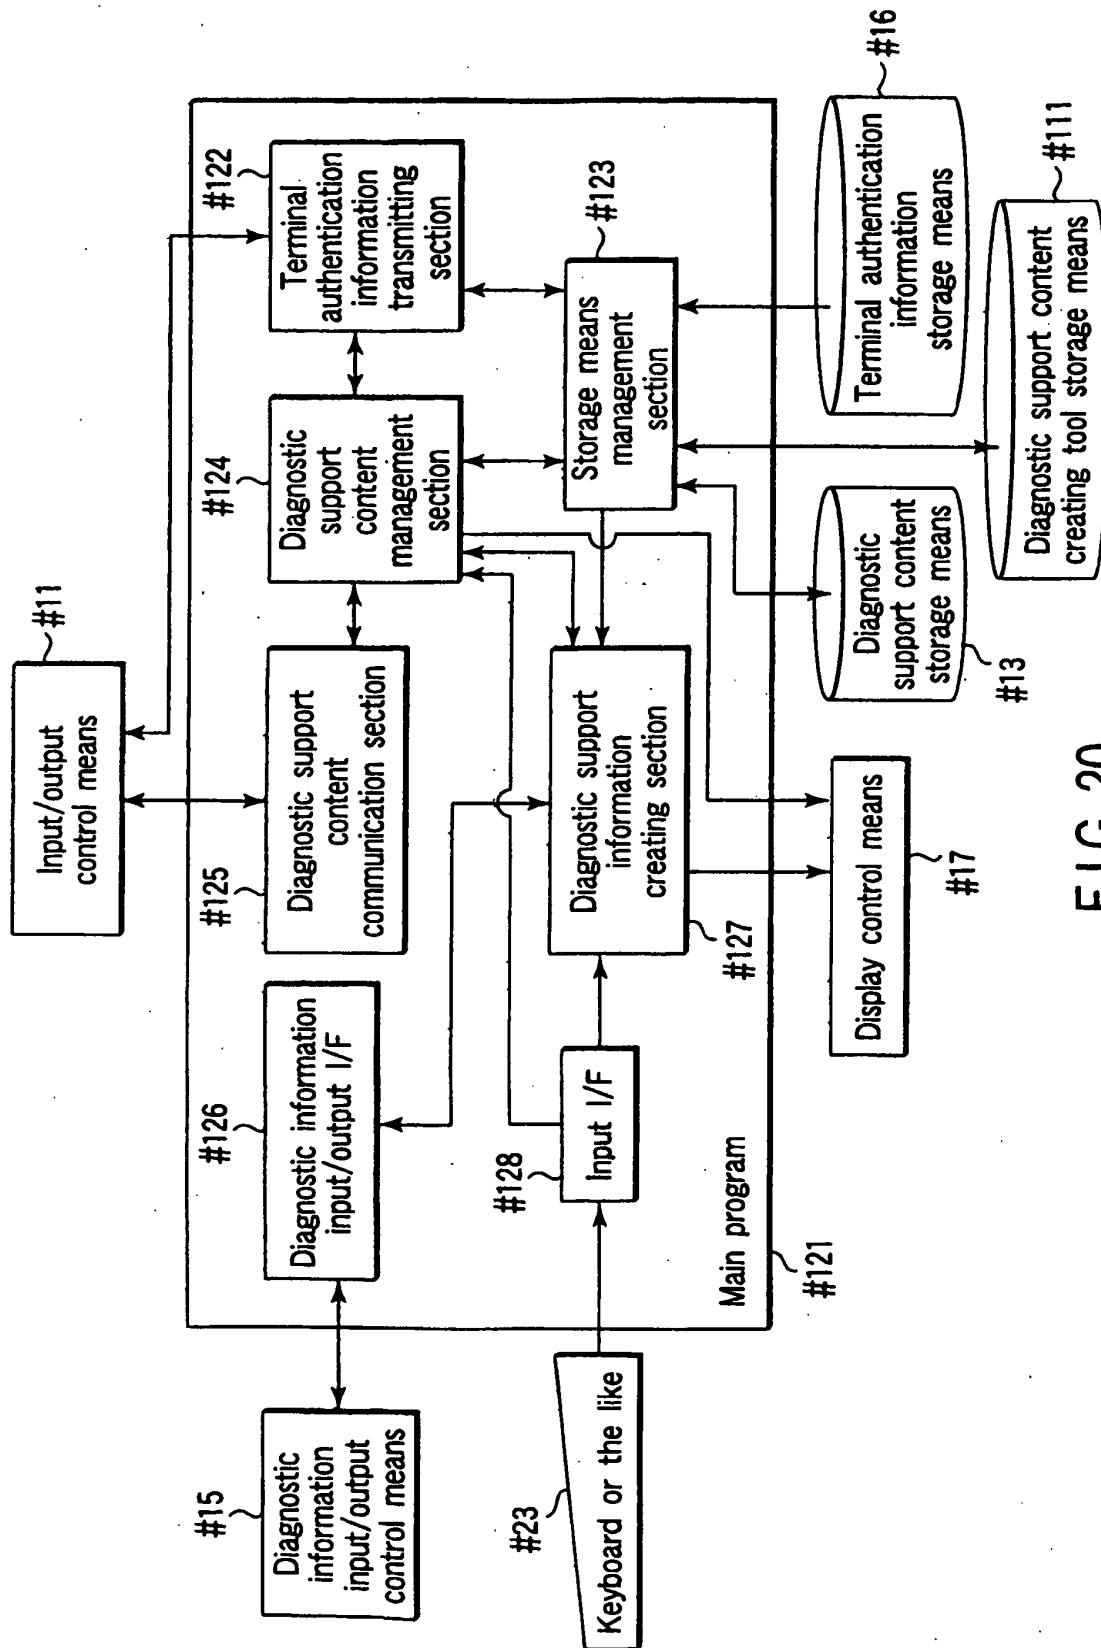 #11
Input/output
control means
#122
Terminal
authentication
information
transmitting
section
#124
Diagnostic
support
content
management
section
#125
Diagnostic support
content
communication section
#126
Diagnostic information
input/output I/F
#15
Diagnostic
information
input/output
control means
#123
Storage means
management
section
Diagnostic support
information
creating section
#127
#128
Input I/F
#23
Keyboard or the like
Main program
#121
#16
Terminal authentication
information
storage means
#111
Diagnostic support content
creating tool storage means
Diagnostic
support content
storage means
#13
Display control means
#17
FIG. 20